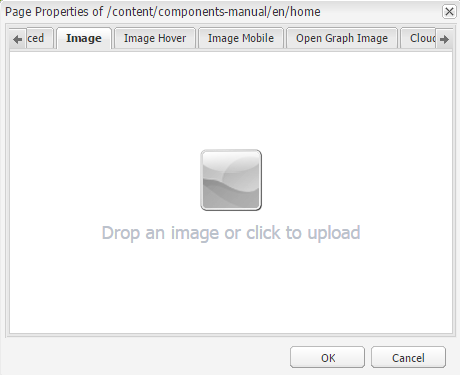 Page Properties of /content/components-manual/en/home
ced Image Image Hover Image Mobile Open Graph Image Cloud
Drop an image or click to upload
OK Cancel